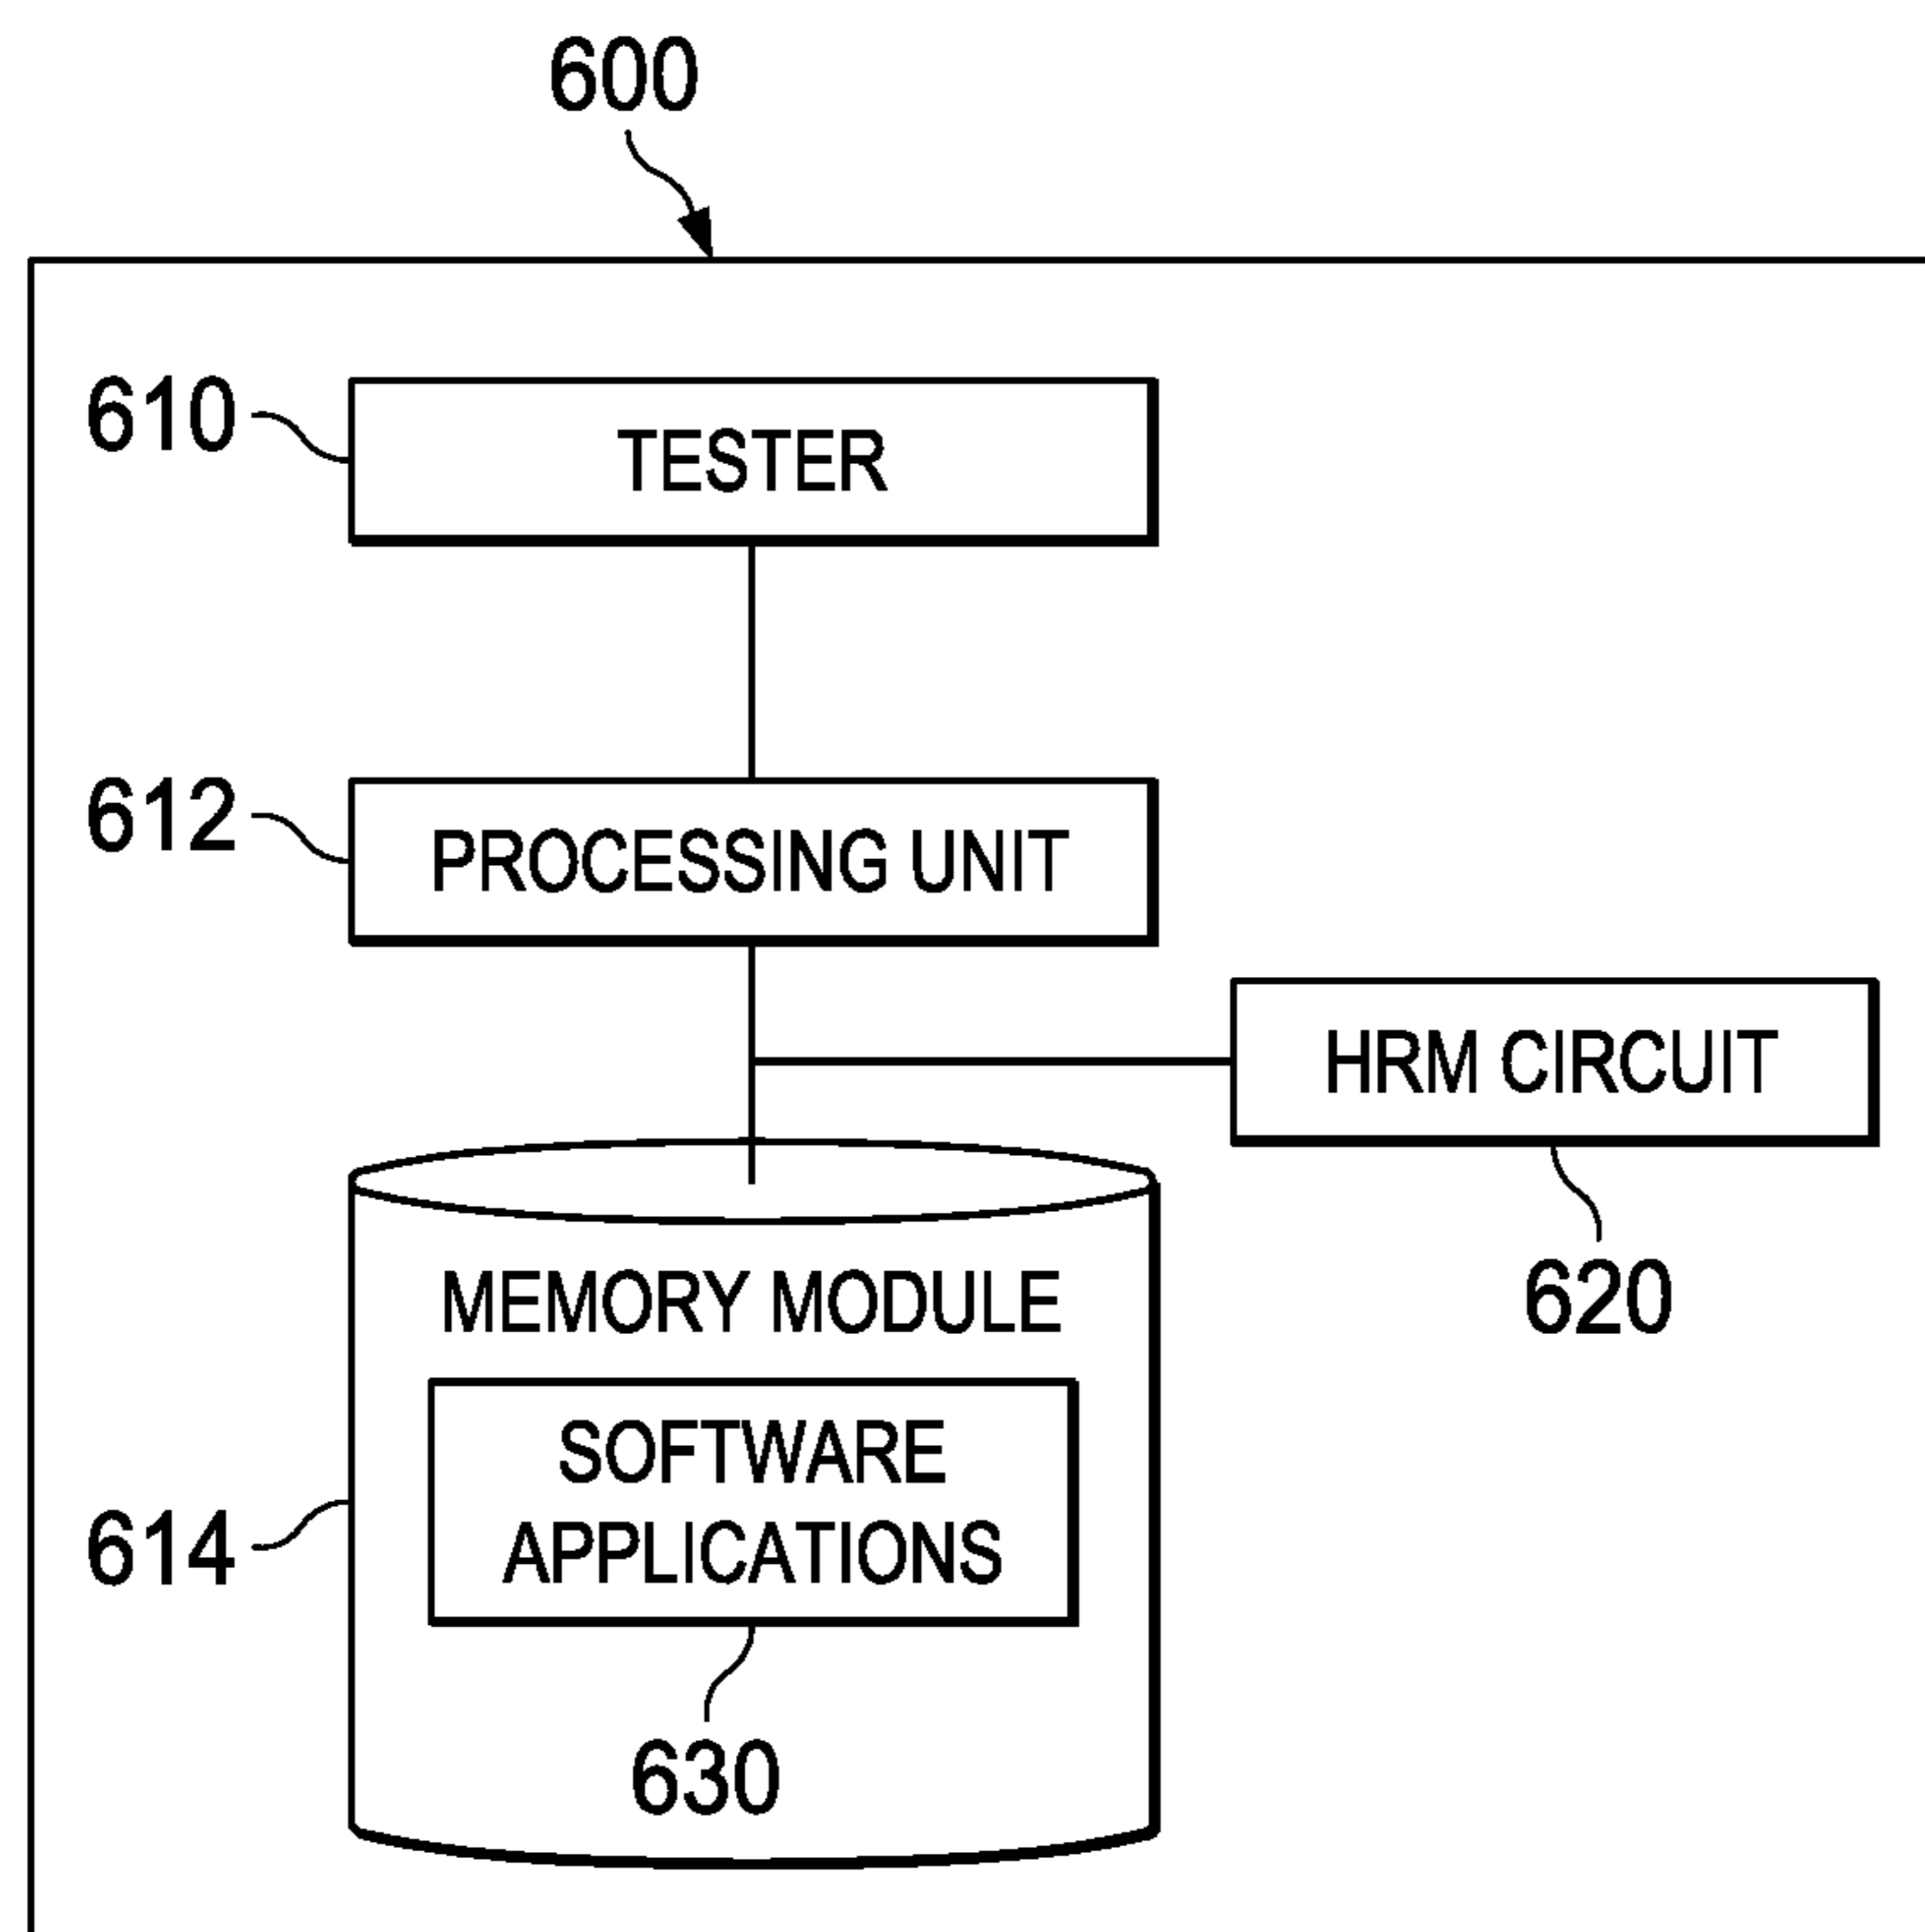 600
610
TESTER
612
PROCESSING UNIT
HRM CIRCUIT
620
MEMORY MODULE
SOFTWARE
APPLICATIONS
614
630